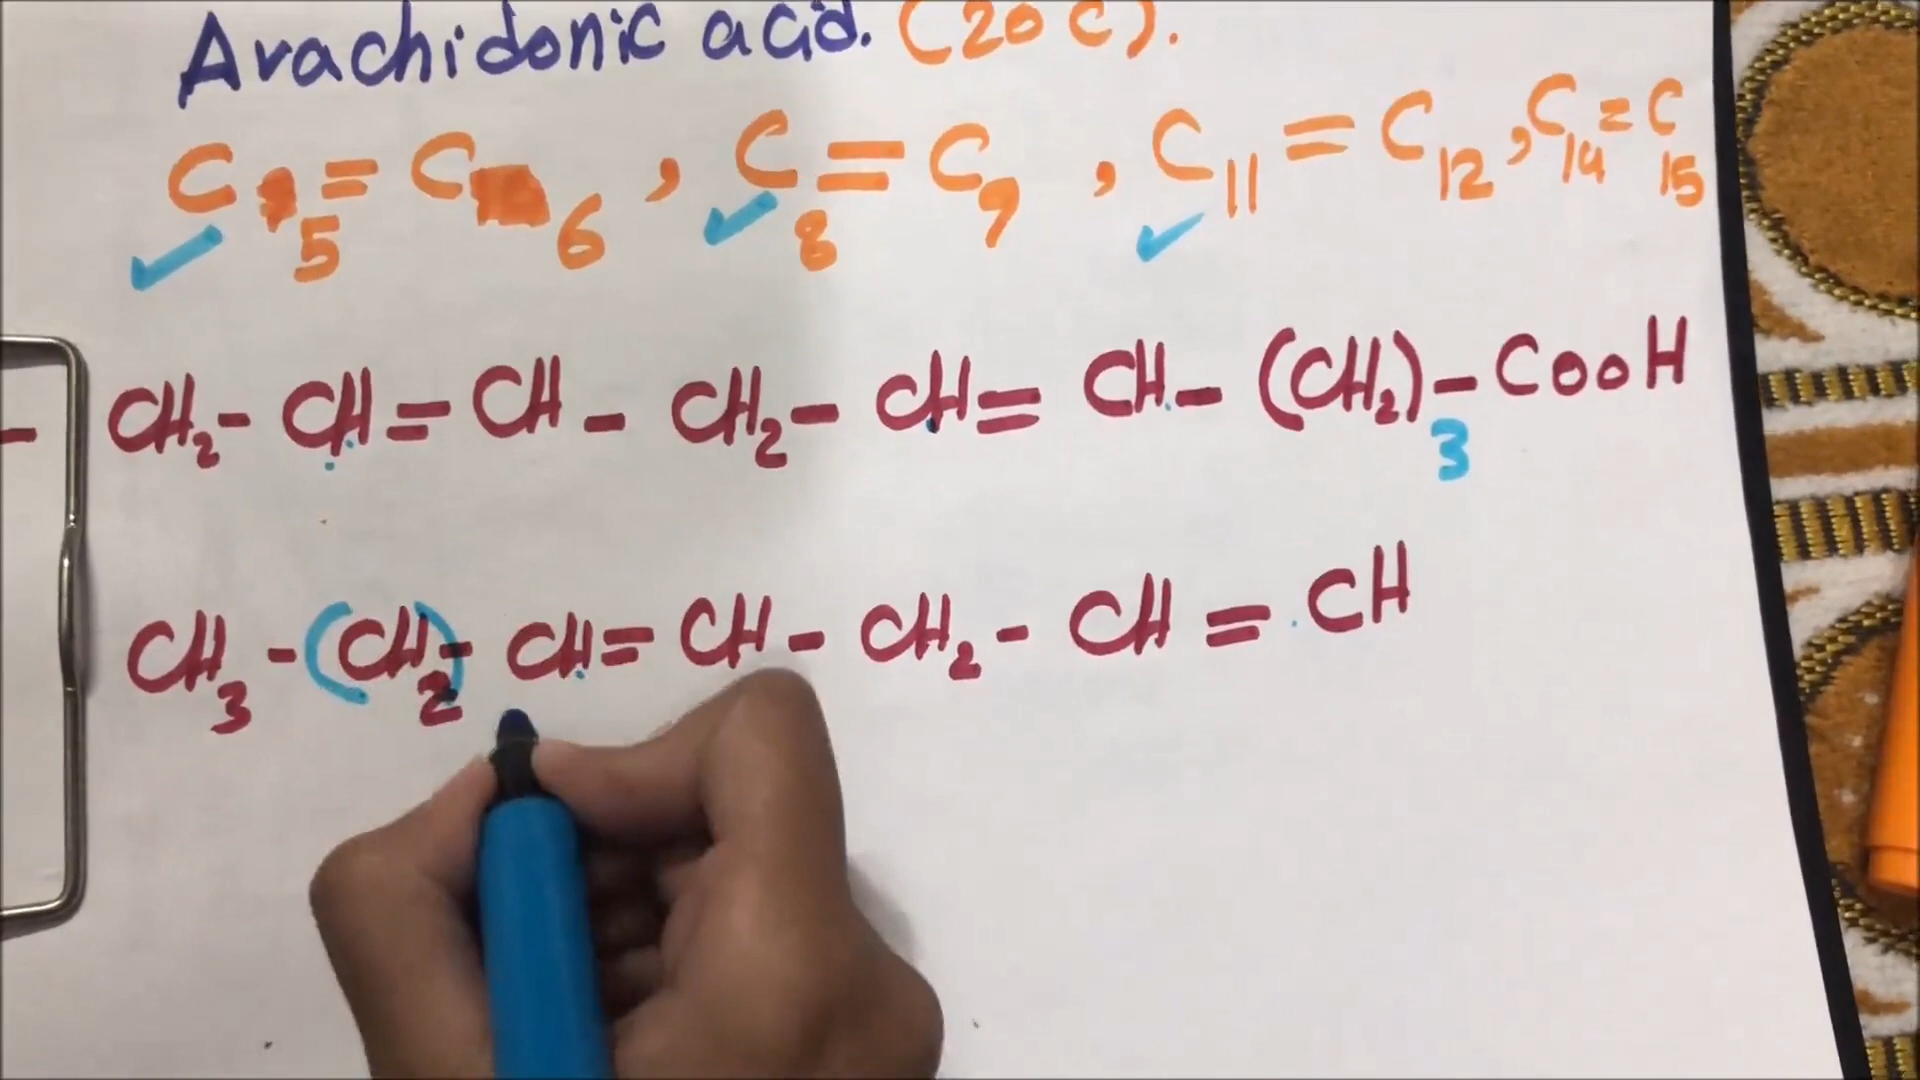 Arachidonic acid. (20 C).
C5 = C6, C8 = C9, C11 = C12, C14 = C15
- CH2 - CH = CH - CH2 - CH = CH - (CH2)3 - COOH
CH3 - (CH2) - CH = CH - CH2 - CH = CH